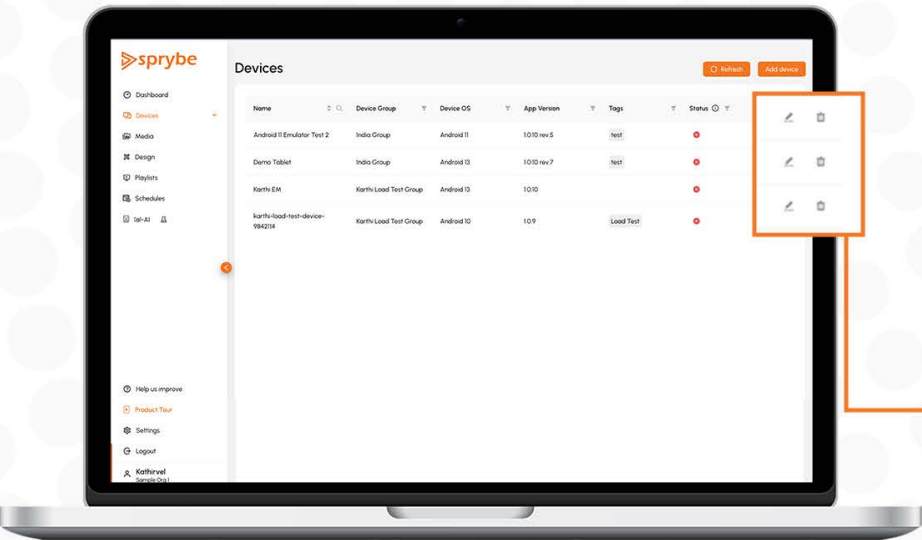 sprybe
Dashboard
Devices
Media
Design
Playlists
Schedules
Help us improve
Product Tour
Settings
Logout
Kathirvel
Sample Org 1
Devices
Refresh
Add device
Name Device Group Device OS App Version Tags Status
Android 11 Emulator Test 2 India Group Android 11 1.0.10 rev.5 test
Demo Tablet India Group Android 13 1.0.10 rev.7 test
Karthi EM Karthi Load Test Group Android 13 1.0.10
karthi-load-test-device-
9842114 Karthi Load Test Group Android 10 1.0.9 Load Test